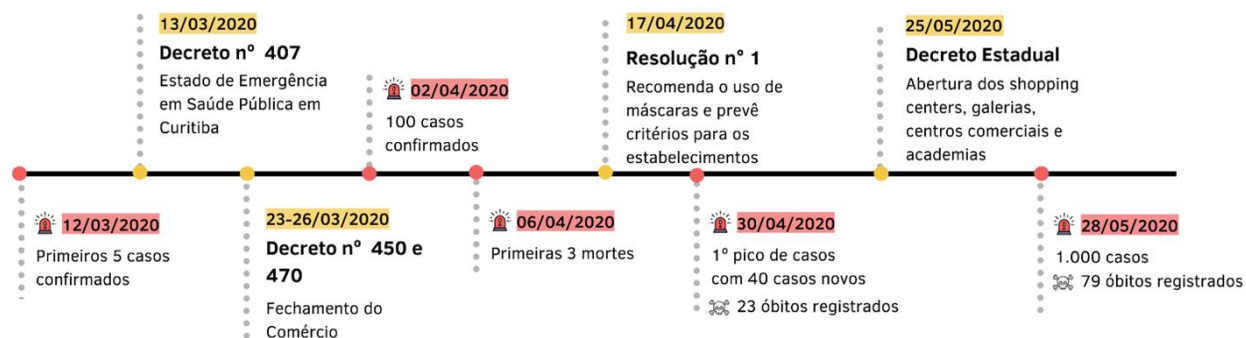 13/03/2020
Decreto nº 407
Estado de Emergência
em Saúde Pública em
Curitiba
02/04/2020
100 casos
confirmados
17/04/2020
Resolução n° 1
Recomenda o uso de
máscaras e prevê
critérios para os
estabelecimentos
25/05/2020
Decreto Estadual
Abertura dos shopping
centers, galerias,
centros comerciais e
academias
12/03/2020
Primeiros 5 casos
confirmados
23-26/03/2020
Decreto nº 450 e
470
Fechamento do
Comércio
06/04/2020
Primeiras 3 mortes
30/04/2020
1º pico de casos
com 40 casos novos
23 óbitos registrados
28/05/2020
1.000 casos
79 óbitos registrados